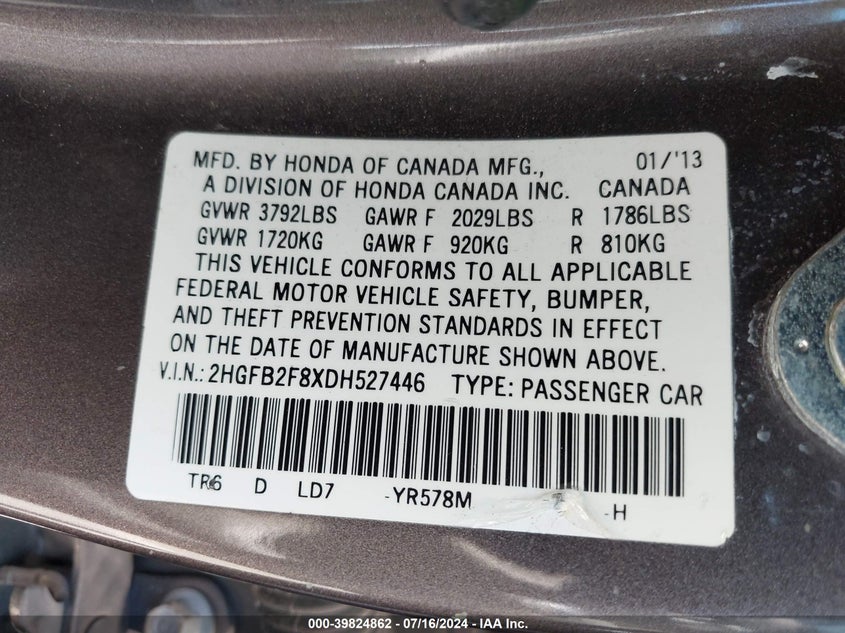 MFD. BY HONDA OF CANADA MFG., 01/'13
A DIVISION OF HONDA CANADA INC. CANADA
GVWR 3792LBS GAWR F 2029LBS R 1786LBS
GVWR 1720KG GAWR F 920KG R 810KG
THIS VEHICLE CONFORMS TO ALL APPLICABLE
FEDERAL MOTOR VEHICLE SAFETY, BUMPER,
AND THEFT PREVENTION STANDARDS IN EFFECT
ON THE DATE OF MANUFACTURE SHOWN ABOVE.
V.I.N.: 2HGFB2F8XDH527446 TYPE: PASSENGER CAR
TR6 D LD7 -YR578M - -H
000-39824862 / 07/16/2024 - IAA Inc.